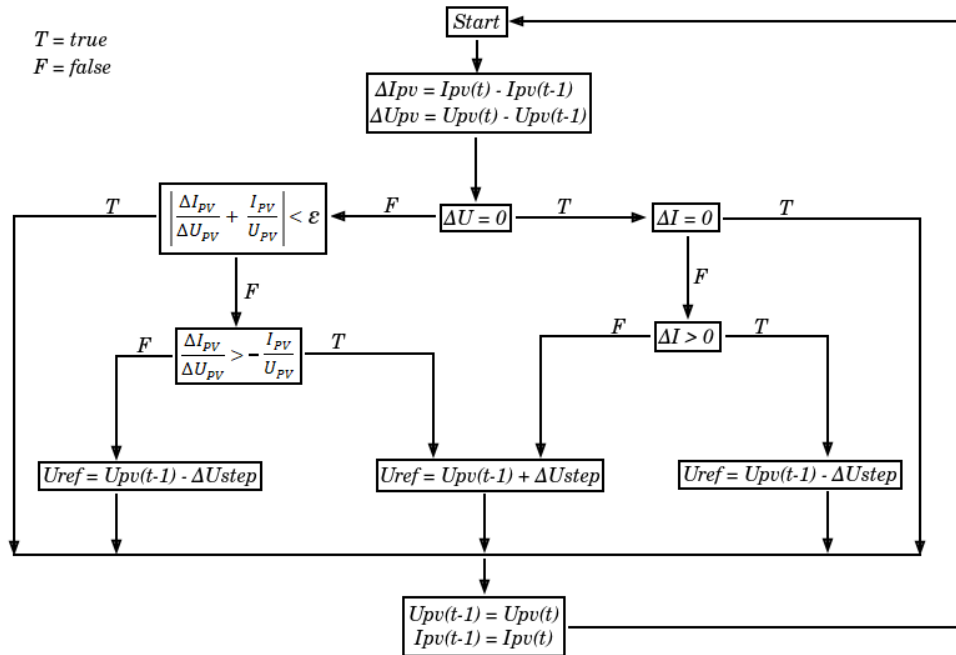 Start
T = true
F = false
ΔIpv = Ipv(t) - Ipv(t-1)
ΔUpv = Upv(t) - Upv(t-1)
T
|ΔI_PV/ΔU_PV + I_PV/U_PV| < ε
F
ΔU = 0
T
ΔI = 0
T
F
F
F
ΔI_PV/ΔU_PV > - I_PV/U_PV
T
F
ΔI > 0
T
Uref = Upv(t-1) - ΔUstep
Uref = Upv(t-1) + ΔUstep
Uref = Upv(t-1) - ΔUstep
Upv(t-1) = Upv(t)
Ipv(t-1) = Ipv(t)